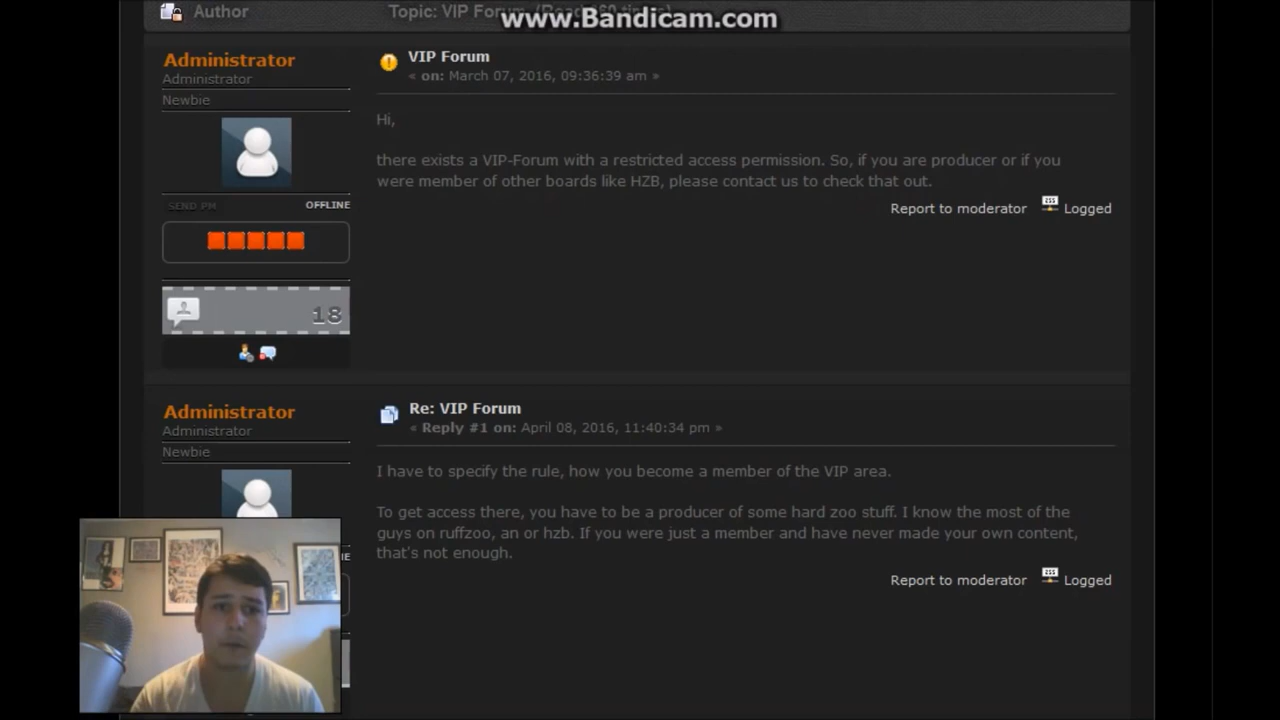 Author
Topic: VIP Forum (Read
www.Bandicam.com
Administrator
Administrator
Newbie
SEND PM
OFFLINE
18
VIP Forum
« on: March 07, 2016, 09:36:39 am »
Hi,
there exists a VIP-Forum with a restricted access permission. So, if you are producer or if you
were member of other boards like HZB, please contact us to check that out.
Report to moderator
Logged
Administrator
Administrator
Newbie
Re: VIP Forum
« Reply #1 on: April 08, 2016, 11:40:34 pm »
I have to specify the rule, how you become a member of the VIP area.
To get access there, you have to be a producer of some hard zoo stuff. I know the most of the
guys on ruffzoo, an or hzb. If you were just a member and have never made your own content,
that's not enough.
Report to moderator
Logged